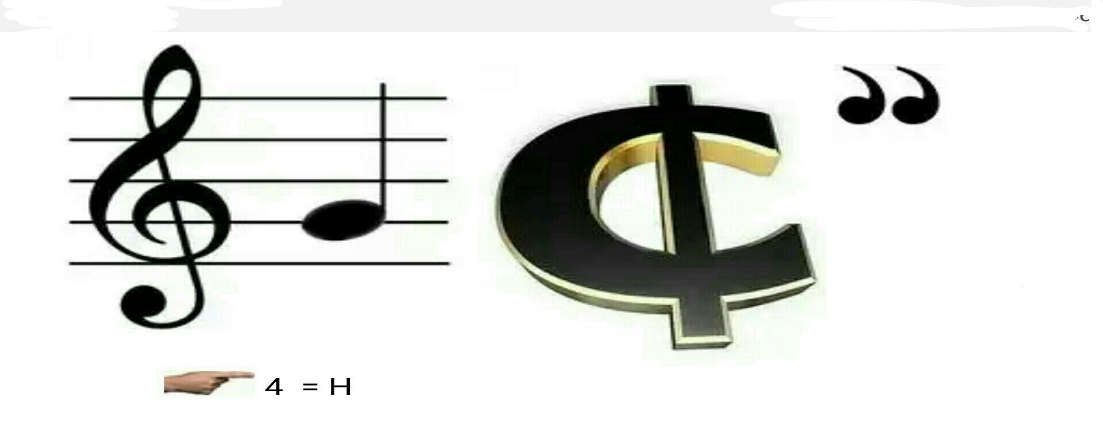 ¢ ,,
4 = H